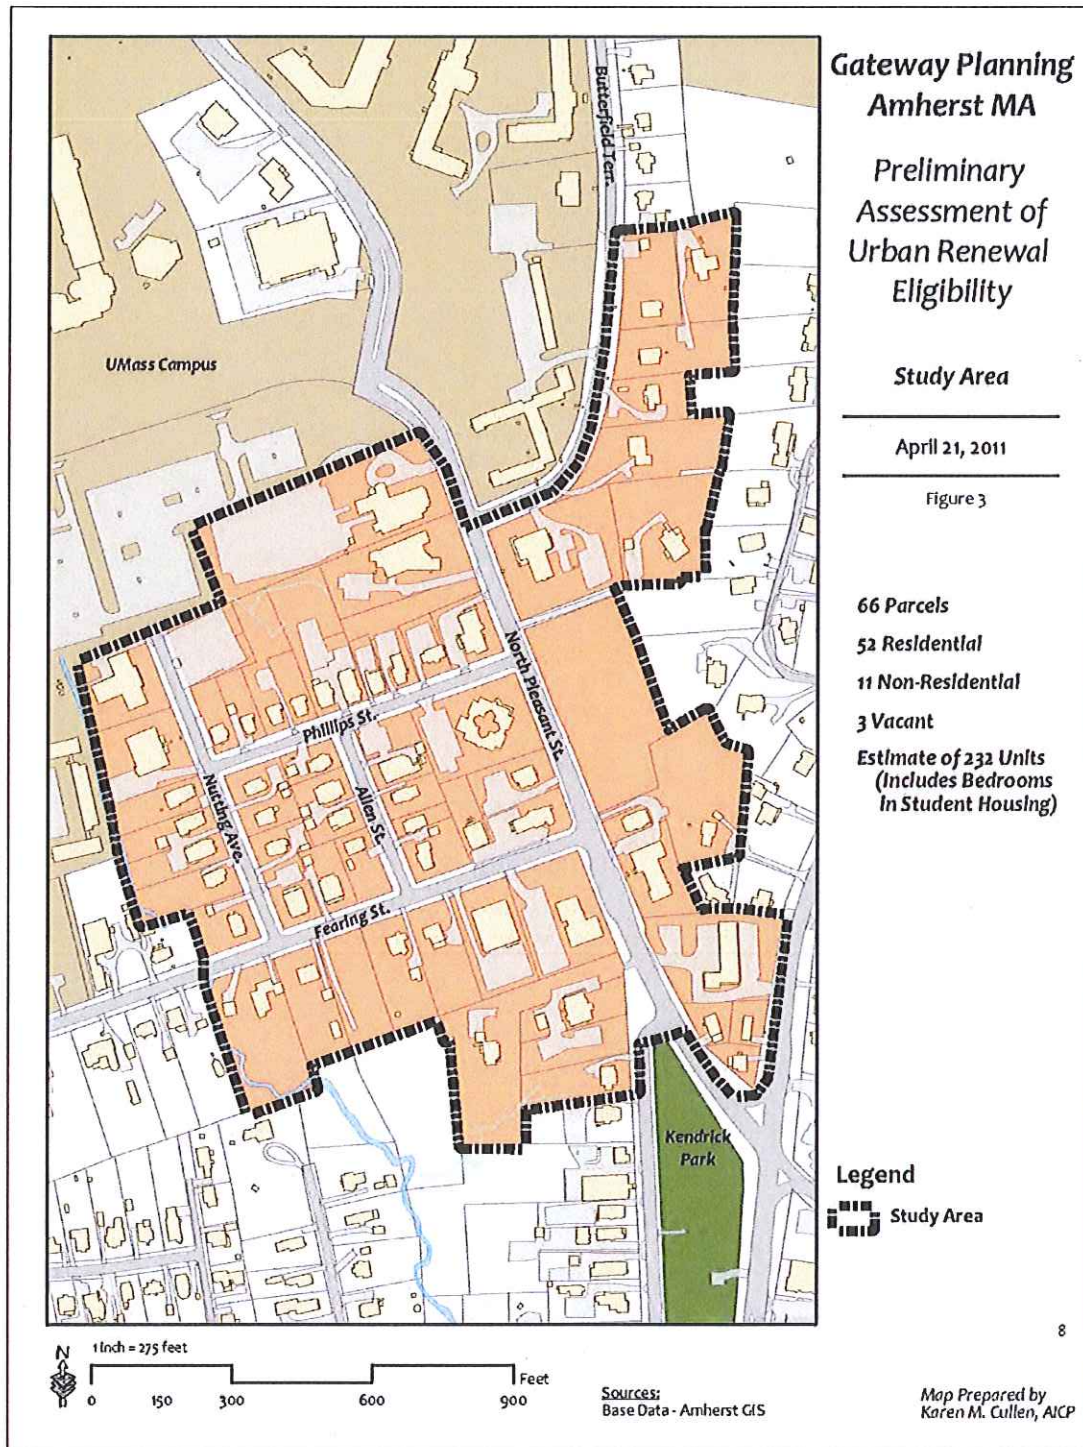 Gateway Planning
Amherst MA
Preliminary
Assessment of
Urban Renewal
Eligibility
Study Area
April 21, 2011
Figure 3
66 Parcels
52 Residential
11 Non-Residential
3 Vacant
Estimate of 232 Units
(Includes Bedrooms
in Student Housing)
Butterfield Terr.
UMass Campus
North Pleasant St.
Phillips St.
Allen St.
Nutting Ave.
Fearing St.
Kendrick
Park
Legend
Study Area
8
N
1 inch = 275 feet
Feet
0 150 300 600 900
Sources:
Base Data - Amherst GIS
Map Prepared by
Karen M. Cullen, AICP